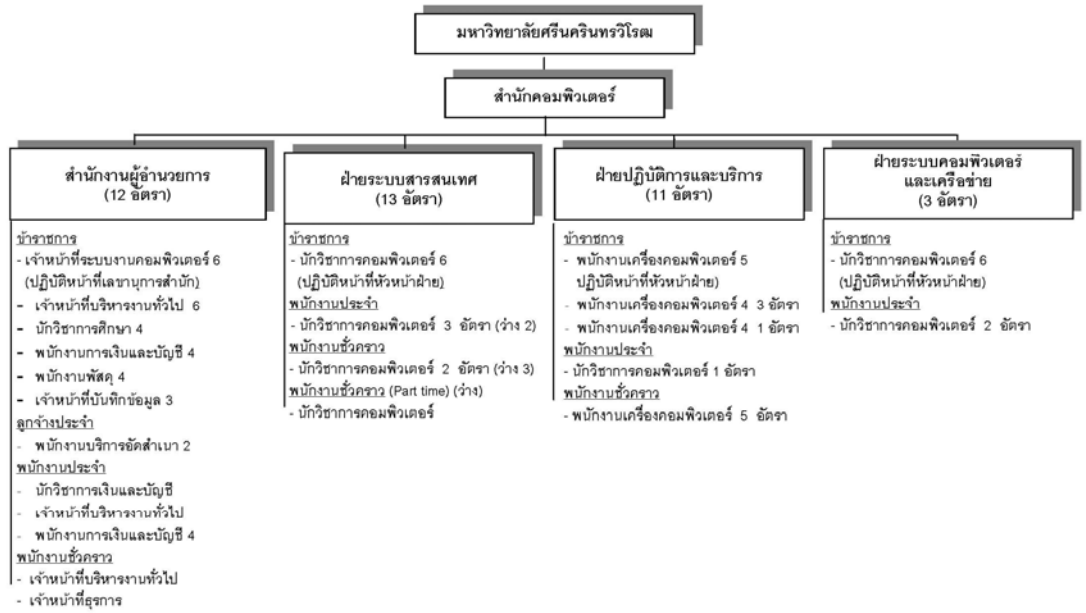 มหาวิทยาลัยศรีนครินทรวิโรฒ
สำนักคอมพิวเตอร์
สำนักงานผู้อำนวยการ
(12 อัตรา)
ข้าราชการ
- เจ้าหน้าที่ระบบงานคอมพิวเตอร์ 6
(ปฏิบัติหน้าที่เลขานุการสำนัก)
- เจ้าหน้าที่บริหารงานทั่วไป 6
- นักวิชาการศึกษา 4
- พนักงานการเงินและบัญชี 4
- พนักงานพัสดุ 4
- เจ้าหน้าที่บันทึกข้อมูล 3
ลูกจ้างประจำ
- พนักงานบริการอัดสำเนา 2
พนักงานประจำ
- นักวิชาการเงินและบัญชี
- เจ้าหน้าที่บริหารงานทั่วไป
- พนักงานการเงินและบัญชี 4
พนักงานชั่วคราว
- เจ้าหน้าที่บริหารงานทั่วไป
- เจ้าหน้าที่ธุรการ
ฝ่ายระบบสารสนเทศ
(13 อัตรา)
ข้าราชการ
- นักวิชาการคอมพิวเตอร์ 6
(ปฏิบัติหน้าที่หัวหน้าฝ่าย)
พนักงานประจำ
- นักวิชาการคอมพิวเตอร์ 3 อัตรา (ว่าง 2)
พนักงานชั่วคราว
- นักวิชาการคอมพิวเตอร์ 2 อัตรา (ว่าง 3)
พนักงานชั่วคราว (Part time) (ว่าง)
- นักวิชาการคอมพิวเตอร์
ฝ่ายปฏิบัติการและบริการ
(11 อัตรา)
ข้าราชการ
- พนักงานเครื่องคอมพิวเตอร์ 5
ปฏิบัติหน้าที่หัวหน้าฝ่าย)
- พนักงานเครื่องคอมพิวเตอร์ 4 3 อัตรา
- พนักงานเครื่องคอมพิวเตอร์ 4 1 อัตรา
พนักงานประจำ
- นักวิชาการคอมพิวเตอร์ 1 อัตรา
พนักงานชั่วคราว
- พนักงานเครื่องคอมพิวเตอร์ 5 อัตรา
ฝ่ายระบบคอมพิวเตอร์
และเครือข่าย
(3 อัตรา)
ข้าราชการ
- นักวิชาการคอมพิวเตอร์ 6
(ปฏิบัติหน้าที่หัวหน้าฝ่าย)
พนักงานประจำ
- นักวิชาการคอมพิวเตอร์ 2 อัตรา